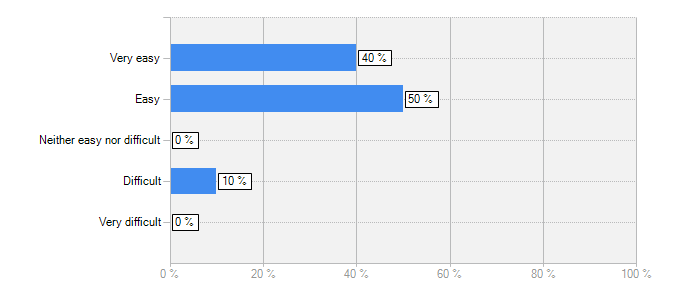 Very easy 40 %
Easy 50 %
Neither easy nor difficult 0 %
Difficult 10 %
Very difficult 0 %
0 % 20 % 40 % 60 % 80 % 100 %